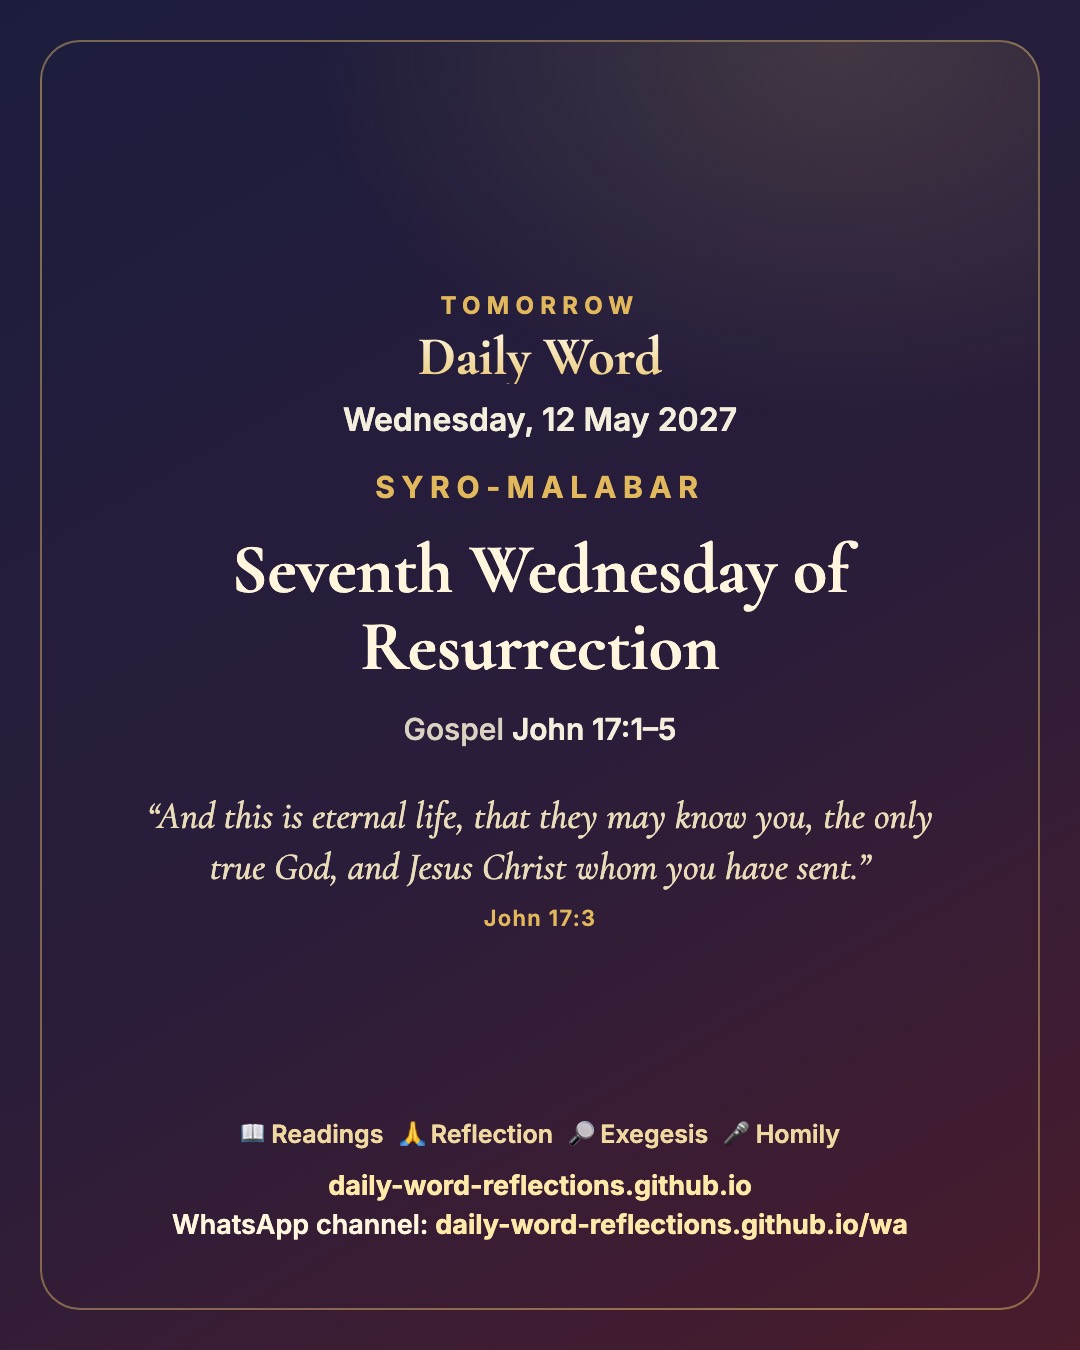 TOMORROW
Daily Word
Wednesday, 12 May 2027
SYRO-MALABAR
Seventh Wednesday of
Resurrection
Gospel John 17:1–5
“And this is eternal life, that they may know you, the only
true God, and Jesus Christ whom you have sent.”
John 17:3
📖 Readings 🙏 Reflection 🔎 Exegesis 🎤 Homily
daily-word-reflections.github.io
WhatsApp channel: daily-word-reflections.github.io/wa